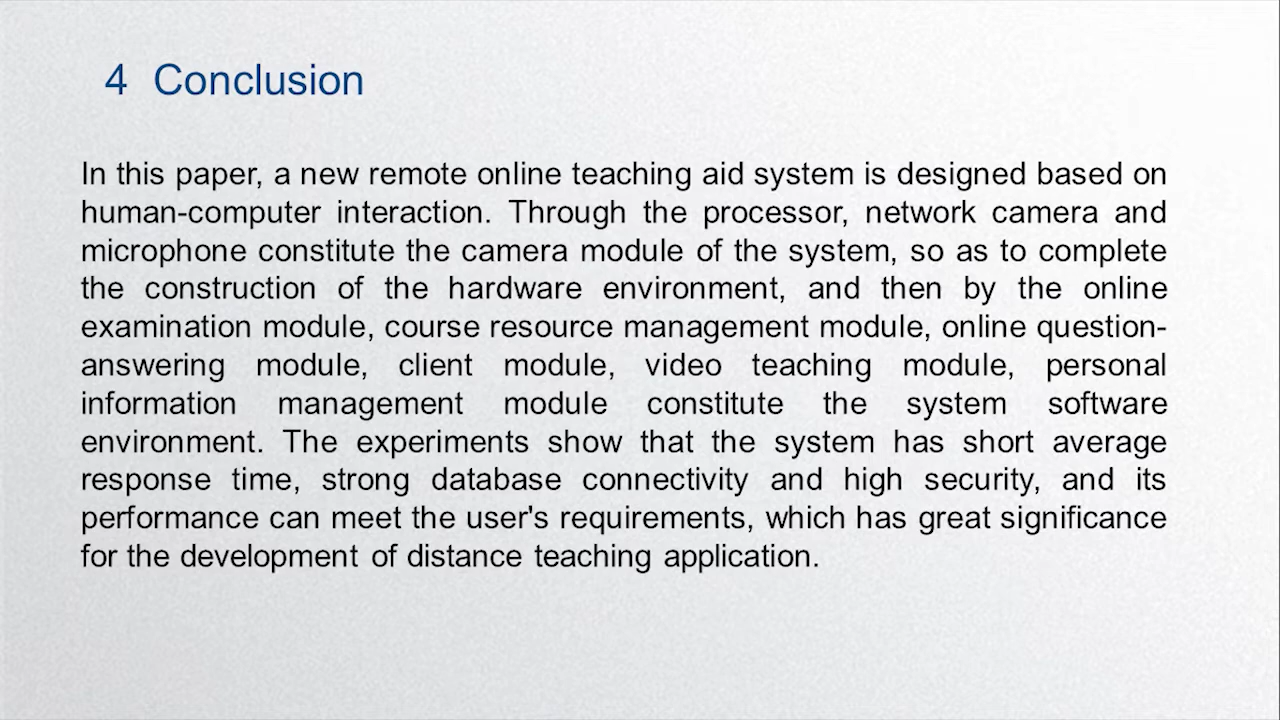 4 Conclusion
In this paper, a new remote online teaching aid system is designed based on
human-computer interaction. Through the processor, network camera and
microphone constitute the camera module of the system, so as to complete
the construction of the hardware environment, and then by the online
examination module, course resource management module, online question-
answering module, client module, video teaching module, personal
information management module constitute the system software
environment. The experiments show that the system has short average
response time, strong database connectivity and high security, and its
performance can meet the user's requirements, which has great significance
for the development of distance teaching application.